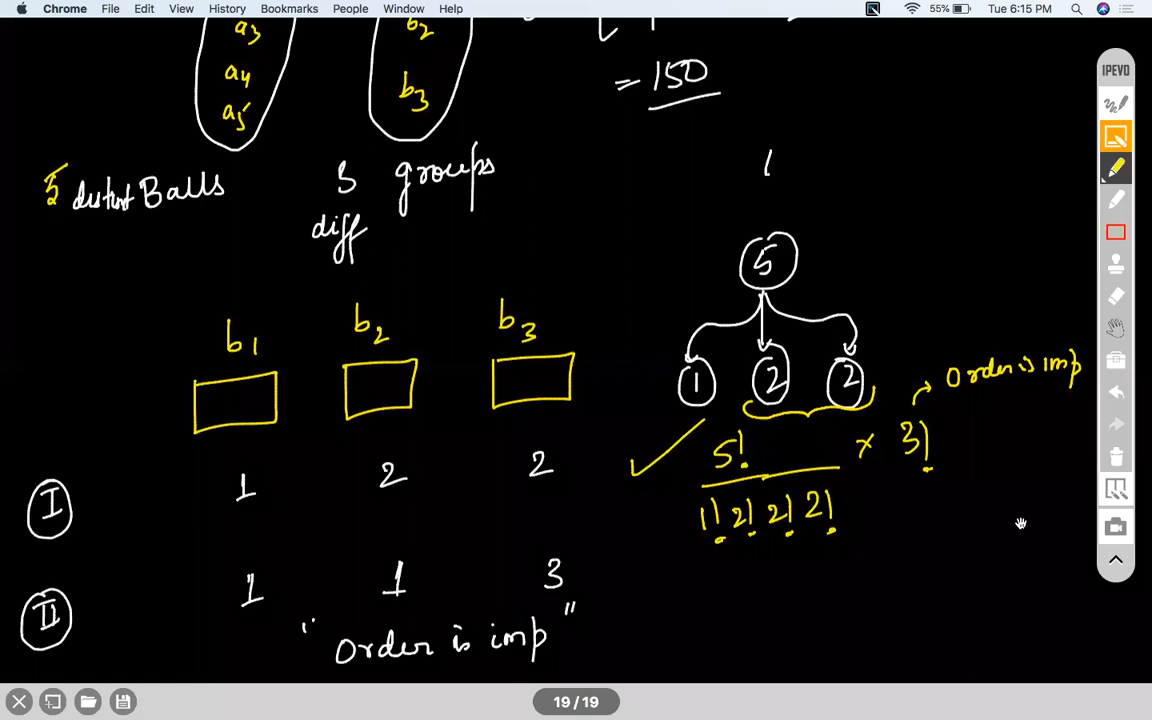 Chrome File Edit View History Bookmarks People Window Help 55% Tue 6:15 PM
a3 b2
a4 b3 = 150
a5
IPEVO
5 distinct Balls 3 groups
diff
5
b1 b2 b3
1 2 2 Order is imp
5! × 3!
1! 2! 2! 2!
I 1 2 2
II 1 1 3
" Order is imp "
19 / 19